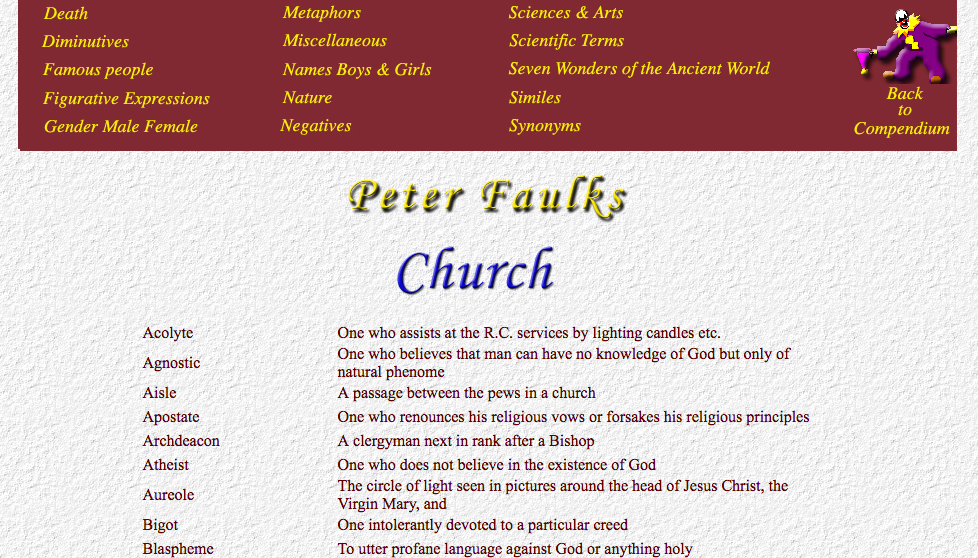 Death
Diminutives
Famous people
Figurative Expressions
Gender Male Female
Metaphors
Miscellaneous
Names Boys & Girls
Nature
Negatives
Sciences & Arts
Scientific Terms
Seven Wonders of the Ancient World
Similes
Synonyms
Back
to
Compendium
Peter Faulks
Church
Acolyte One who assists at the R.C. services by lighting candles etc.
Agnostic One who believes that man can have no knowledge of God but only of
natural phenome
Aisle A passage between the pews in a church
Apostate One who renounces his religious vows or forsakes his religious principles
Archdeacon A clergyman next in rank after a Bishop
Atheist One who does not believe in the existence of God
Aureole The circle of light seen in pictures around the head of Jesus Christ, the
Virgin Mary, and
Bigot One intolerantly devoted to a particular creed
Blaspheme To utter profane language against God or anything holy